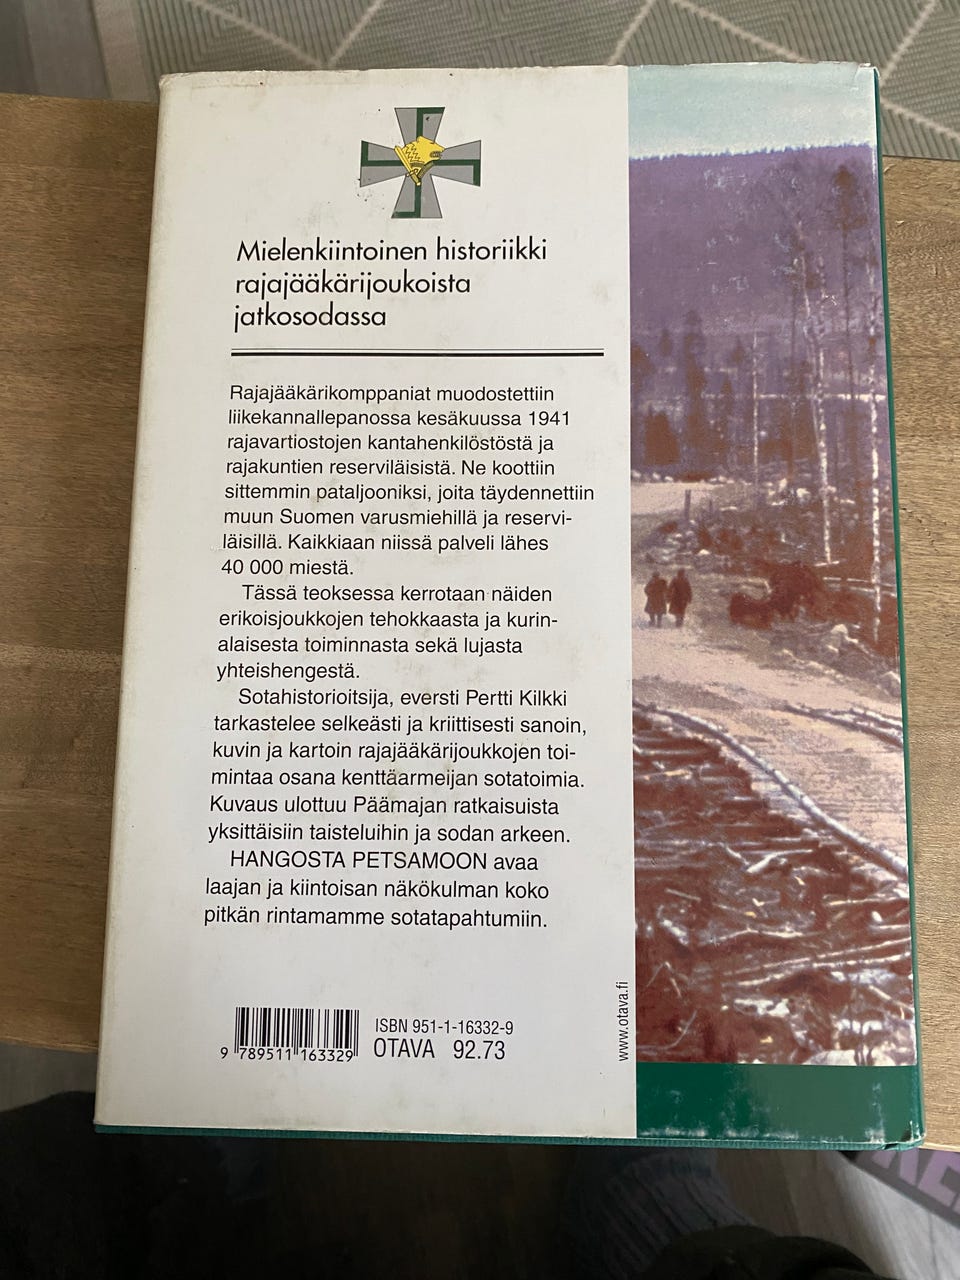 Mielenkiintoinen historiikki
rajajääkärijoukoista
jatkosodassa
Rajajääkärikomppaniat muodostettiin
liikekannallepanossa kesäkuussa 1941
rajavartiostojen kantahenkilöstöstä ja
rajakuntien reserviläisistä. Ne koottiin
sittemmin pataljooniksi, joita täydennettiin
muun Suomen varusmiehillä ja reservi-
läisillä. Kaikkiaan niissä palveli lähes
40 000 miestä.
Tässä teoksessa kerrotaan näiden
erikoisjoukkojen tehokkaasta ja kurin-
alaisesta toiminnasta sekä lujasta
yhteishengestä.
Sotahistorioitsija, eversti Pertti Kilkki
tarkastelee selkeästi ja kriittisesti sanoin,
kuvin ja kartoin rajajääkärijoukkojen toi-
mintaa osana kenttäarmeijan sotatoimia.
Kuvaus ulottuu Päämajan ratkaisuista
yksittäisiin taisteluihin ja sodan arkeen.
HANGOSTA PETSAMOON avaa
laajan ja kiintoisan näkökulman koko
pitkän rintamamme sotatapahtumiin.
ISBN 951-1-16332-9
OTAVA 92.73
9 789511 163329
www.otava.fi